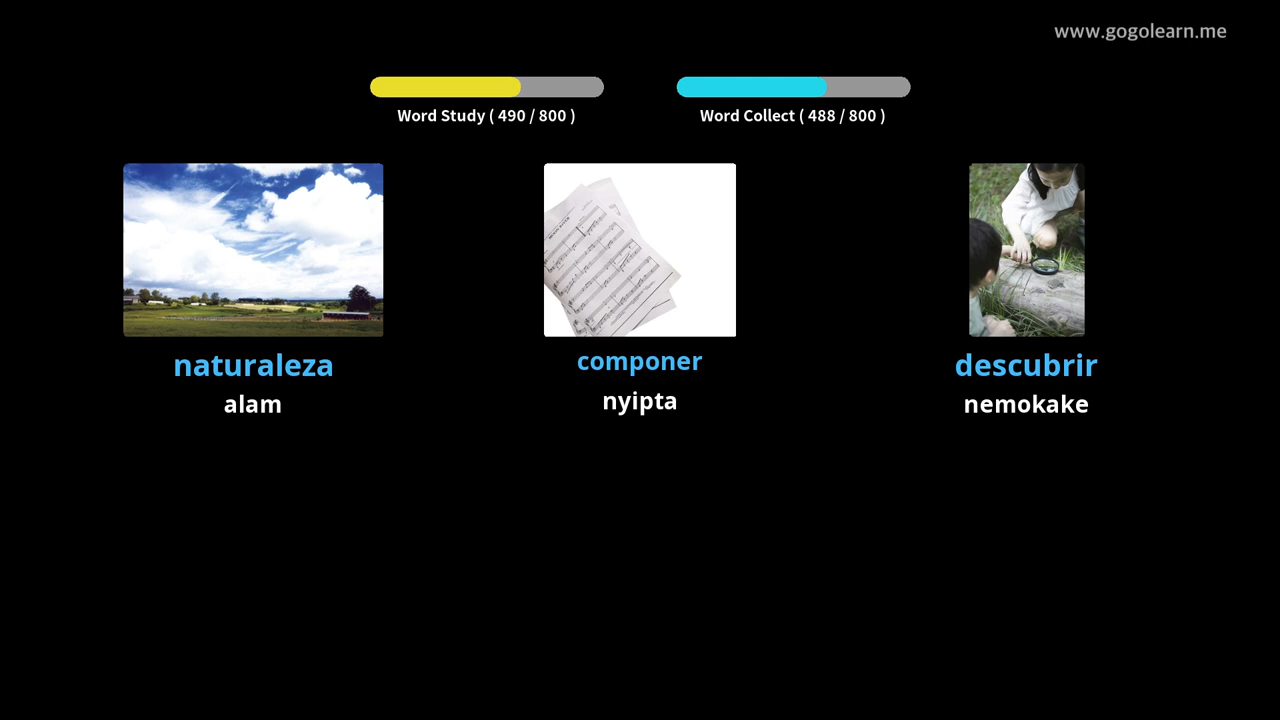 www.gogolearn.me
Word Study ( 490 / 800 )
Word Collect ( 488 / 800 )
naturaleza
alam
componer
nyipta
descubrir
nemokake